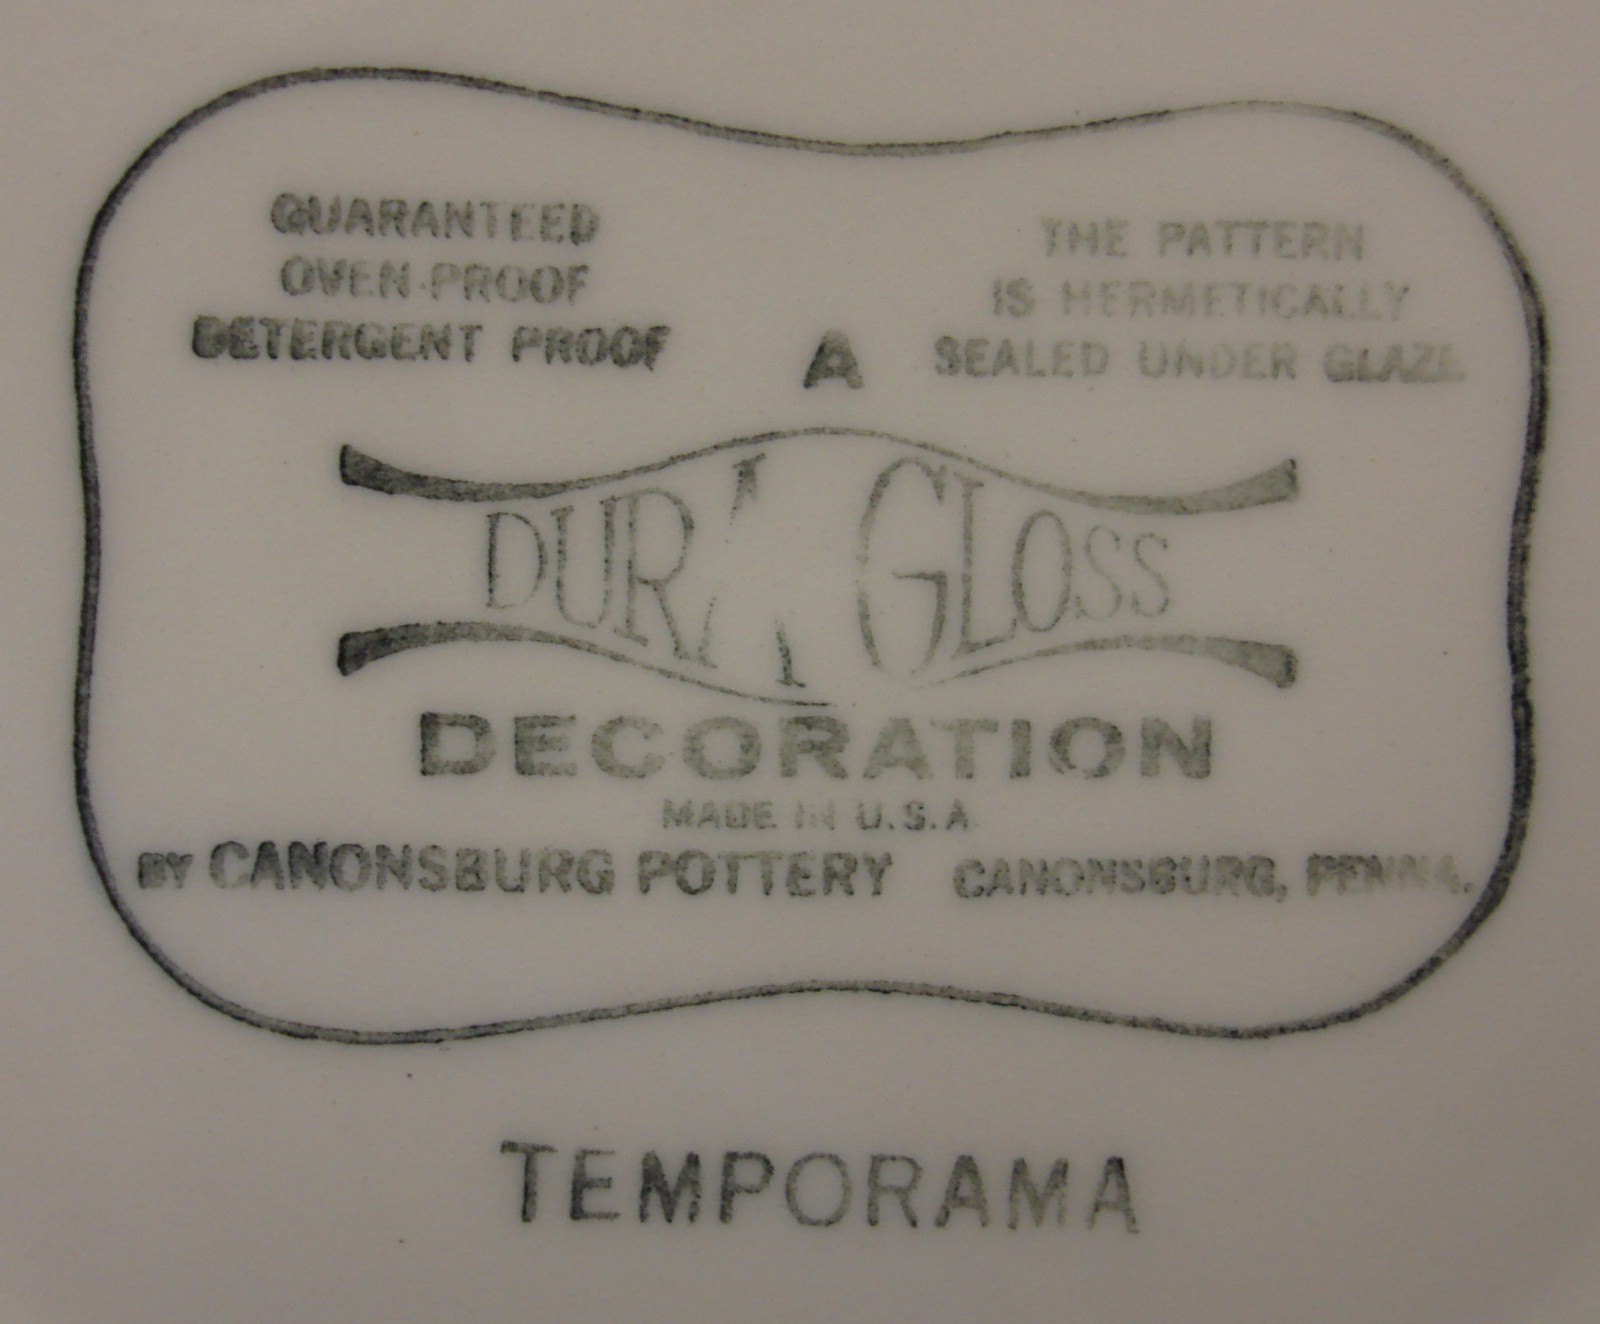 GUARANTEED
OVEN-PROOF
DETERGENT PROOF
THE PATTERN
IS HERMETICALLY
SEALED UNDER GLAZE
A
DURA GLOSS
DECORATION
MADE IN U.S.A.
BY CANONSBURG POTTERY CANONSBURG, PENNA.
TEMPORAMA